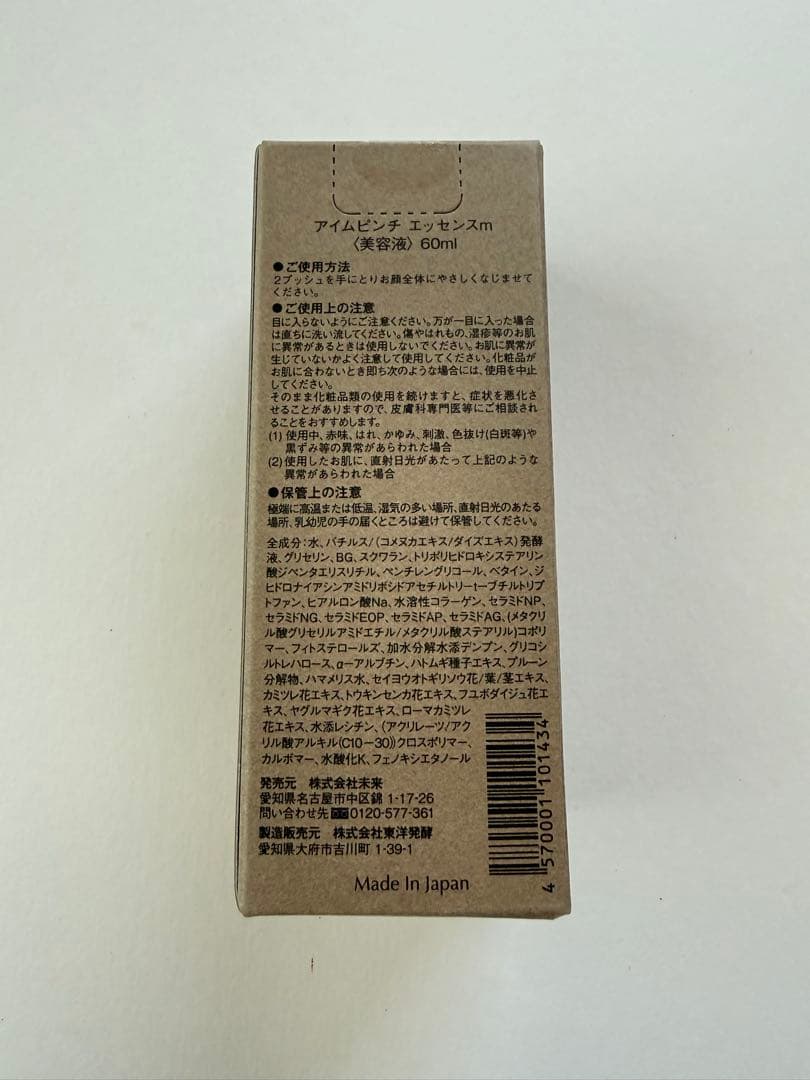 アイムピンチ エッセンスm
〈美容液〉60ml
●ご使用方法
2プッシュを手にとりお顔全体にやさしくなじませて
ください。
●ご使用上の注意
目に入らないようにご注意ください。万が一目に入った場合
は直ちに洗い流してください。傷やはれもの、湿疹等のお肌
に異常があるときは使用しないでください。お肌に異常が
生じていないかよく注意して使用してください。化粧品が
お肌に合わないとき即ち次のような場合には、使用を中止
してください。
そのまま化粧品類の使用を続けますと、症状を悪化さ
せることがありますので、皮膚科専門医等にご相談され
ることをおすすめします。
(1) 使用中、赤味、はれ、かゆみ、刺激、色抜け(白斑等)や
黒ずみ等の異常があらわれた場合
(2)使用したお肌に、直射日光があたって上記のような
異常があらわれた場合
●保管上の注意
極端に高温または低温、湿気の多い場所、直射日光のあたる
場所、乳幼児の手の届くところは避けて保管してください。
全成分:水、バチルス/(コメヌカエキス/ダイズエキス)発酵
液、グリセリン、BG、スクワラン、トリポリヒドロキシステアリン
酸ジペンタエリスリチル、ペンチレングリコール、ベタイン、ジ
ヒドロナイアシンアミドリボシドアセチルトリーt−ブチルトリプ
トファン、ヒアルロン酸Na、水溶性コラーゲン、セラミドNP、
セラミドNG、セラミドEOP、セラミドAP、セラミドAG、(メタクリ
ル酸グリセリルアミドエチル/メタクリル酸ステアリル)コポリ
マー、フィトステロールズ、加水分解水添デンプン、グリコシ
ルトレハロース、α−アルブチン、ハトムギ種子エキス、プルーン
分解物、ハマメリス水、セイヨウオトギリソウ花/葉/茎エキス、
カミツレ花エキス、トウキンセンカ花エキス、フユボダイジュ花エ
キス、ヤグルマギク花エキス、ローマカミツレ
花エキス、水添レシチン、(アクリレーツ/アク
リル酸アルキル(C10−30))クロスポリマー、
カルボマー、水酸化K、フェノキシエタノール
発売元 株式会社未来
愛知県名古屋市中区錦 1-17-26
問い合わせ先 0120-577-361
製造販売元 株式会社東洋発酵
愛知県大府市吉川町 1-39-1
Made In Japan
4 570001 101434